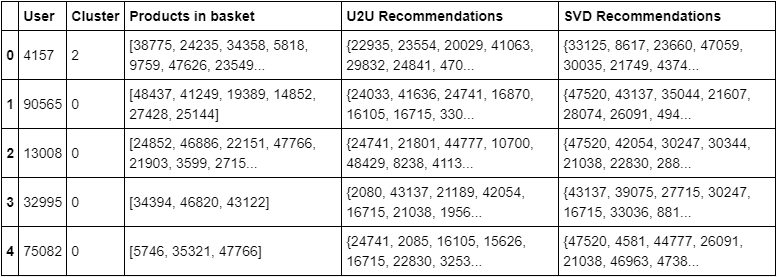 User Cluster Products in basket U2U Recommendations SVD Recommendations
0 4157 2 [38775, 24235, 34358, 5818, {22935, 23554, 20029, 41063, {33125, 8617, 23660, 47059,
9759, 47626, 23549... 29832, 24841, 470... 30035, 21749, 4374...
1 90565 0 [48437, 41249, 19389, 14852, {24033, 41636, 24741, 16870, {47520, 43137, 35044, 21607,
27428, 25144] 16105, 16715, 330... 28074, 26091, 494...
2 13008 0 [24852, 46886, 22151, 47766, {24741, 21801, 44777, 10700, {47520, 42054, 30247, 30344,
21903, 3599, 2715... 48429, 8238, 4113... 21038, 22830, 288...
3 32995 0 [34394, 46820, 43122] {2080, 43137, 21189, 42054, {43137, 39075, 27715, 30247,
16715, 21038, 1956... 16715, 33036, 881...
4 75082 0 [5746, 35321, 47766] {24741, 2085, 16105, 15626, {47520, 4581, 44777, 26091,
16715, 22830, 3253... 21038, 46963, 4738...